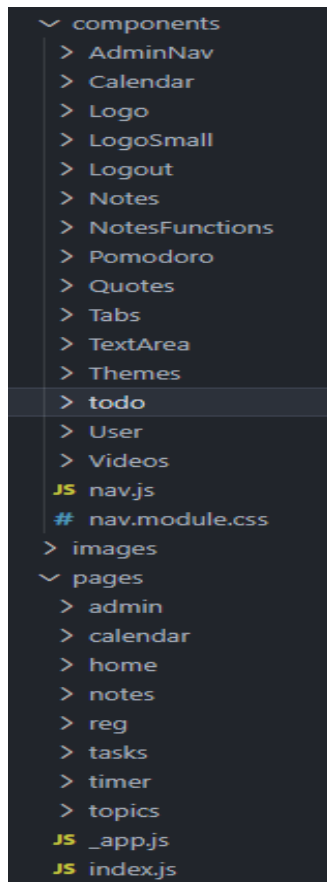 components
AdminNav
Calendar
Logo
LogoSmall
Logout
Notes
NotesFunctions
Pomodoro
Quotes
Tabs
TextArea
Themes
todo
User
Videos
JS nav.js
# nav.module.css
images
pages
admin
calendar
home
notes
reg
tasks
timer
topics
JS _app.js
JS index.js